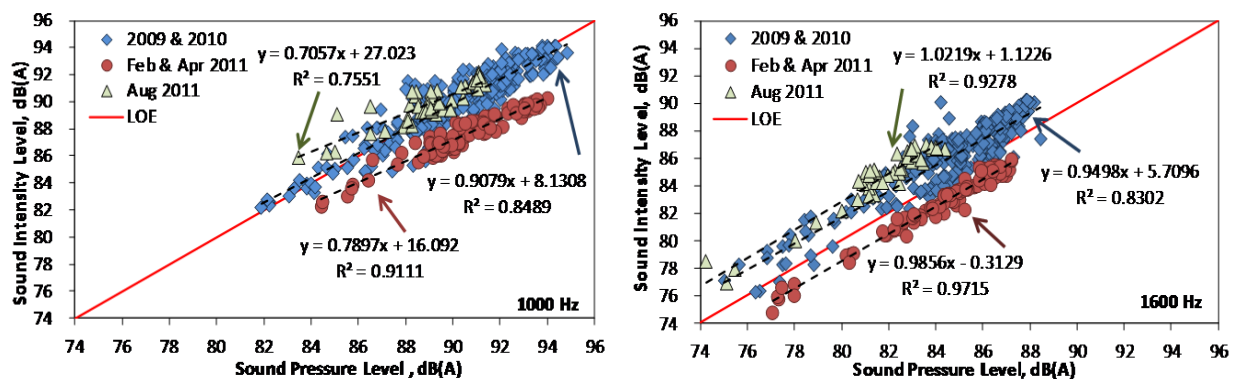 96
94
92
90
88
86
84
82
80
78
76
74
Sound Intensity Level, dB(A)
2009 & 2010
Feb & Apr 2011
Aug 2011
LOE
y = 0.7057x + 27.023
R² = 0.7551
y = 0.9079x + 8.1308
R² = 0.8489
y = 0.7897x + 16.092
R² = 0.9111
1000 Hz
74 76 78 80 82 84 86 88 90 92 94 96
Sound Pressure Level , dB(A)
96
94
92
90
88
86
84
82
80
78
76
74
Sound Intensity Level, dB(A)
2009 & 2010
Feb & Apr 2011
Aug 2011
LOE
y = 1.0219x + 1.1226
R² = 0.9278
y = 0.9498x + 5.7096
R² = 0.8302
y = 0.9856x - 0.3129
R² = 0.9715
1600 Hz
74 76 78 80 82 84 86 88 90 92 94 96
Sound Pressure Level, dB(A)